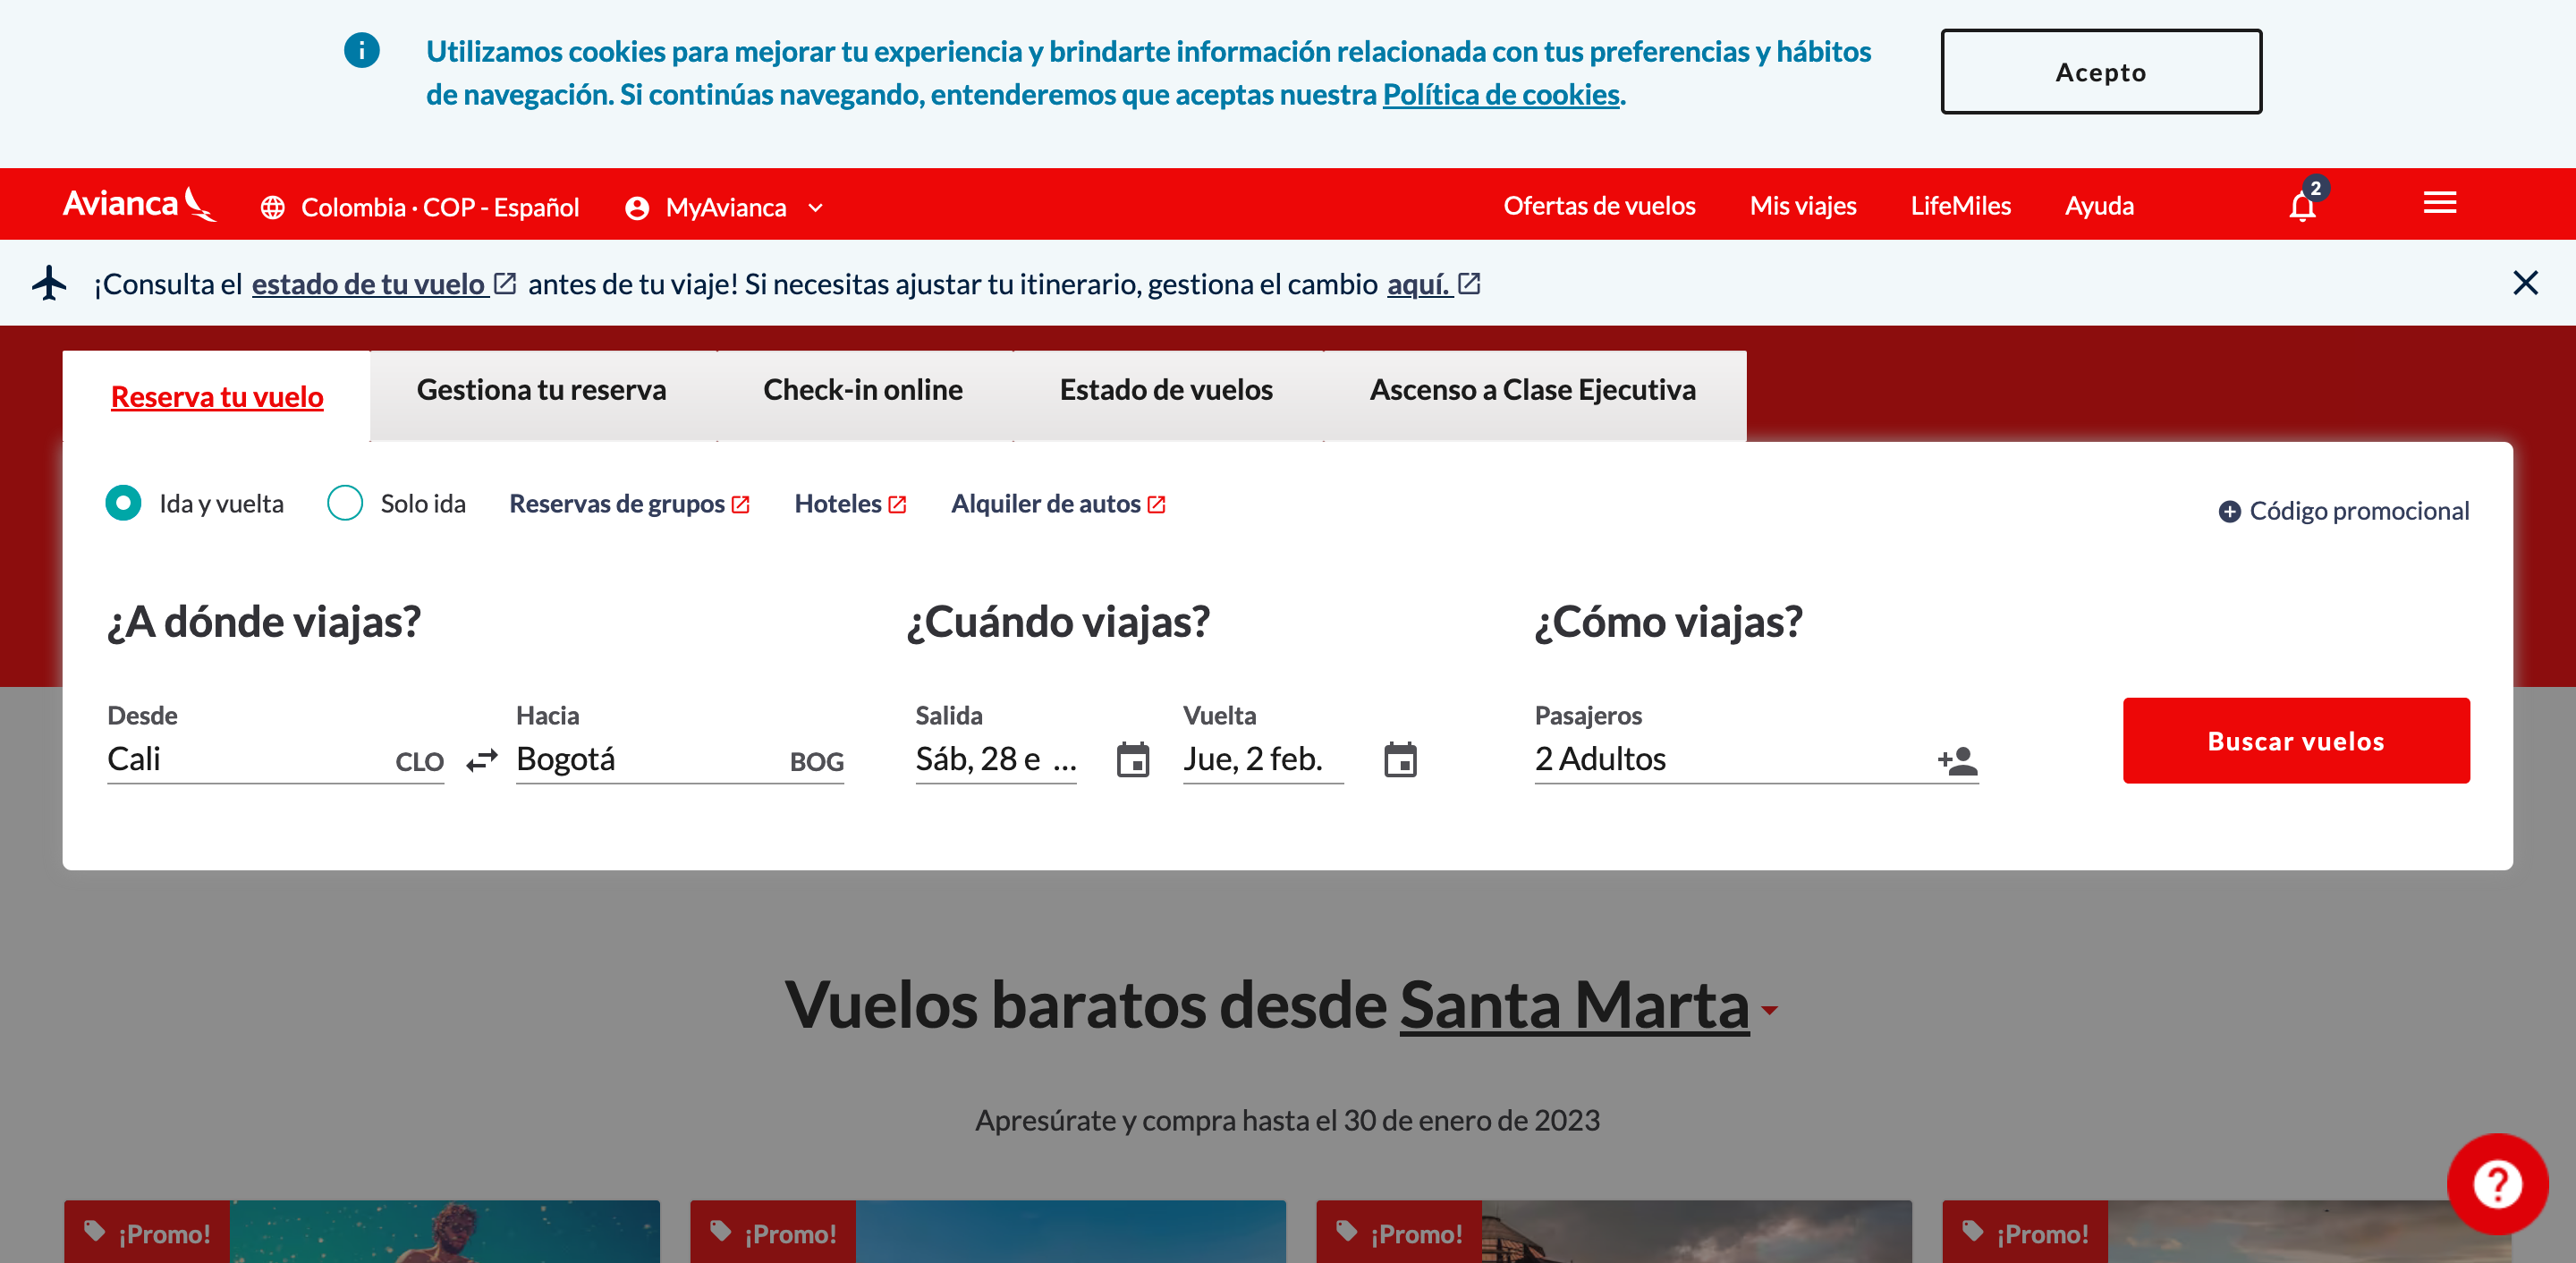 Utilizamos cookies para mejorar tu experiencia y brindarte información relacionada con tus preferencias y hábitos
de navegación. Si continúas navegando, entenderemos que aceptas nuestra Política de cookies.
Acepto
Avianca
Colombia · COP - Español
MyAvianca
Ofertas de vuelos
Mis viajes
LifeMiles
Ayuda
2
¡Consulta el estado de tu vuelo antes de tu viaje! Si necesitas ajustar tu itinerario, gestiona el cambio aquí.
Reserva tu vuelo
Gestiona tu reserva
Check-in online
Estado de vuelos
Ascenso a Clase Ejecutiva
Ida y vuelta
Solo ida
Reservas de grupos
Hoteles
Alquiler de autos
Código promocional
¿A dónde viajas?
¿Cuándo viajas?
¿Cómo viajas?
Desde
Hacia
Salida
Vuelta
Pasajeros
Cali CLO
Bogotá BOG
Sáb, 28 e ...
Jue, 2 feb.
2 Adultos
Buscar vuelos
Vuelos baratos desde Santa Marta
Apresúrate y compra hasta el 30 de enero de 2023
¡Promo!
¡Promo!
¡Promo!
¡Promo!